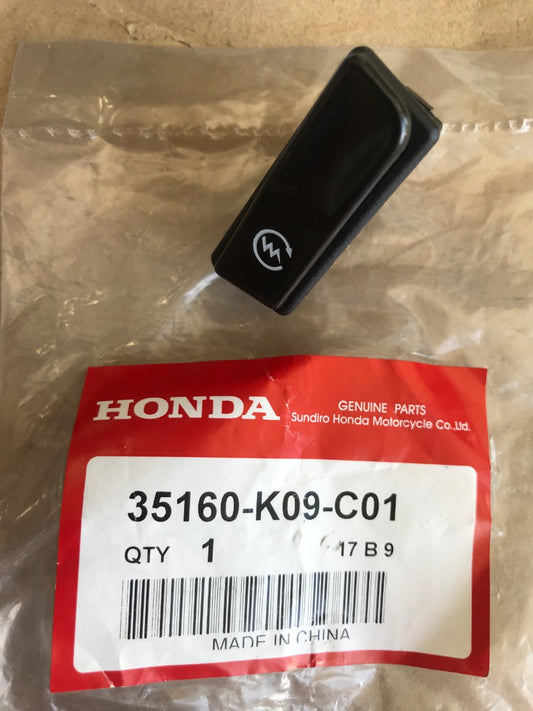 HONDA
GENUINE PARTS
Sundiro Honda Motorcycle Co.,Ltd.
35160-K09-C01
QTY 1 17 B 9
MADE IN CHINA